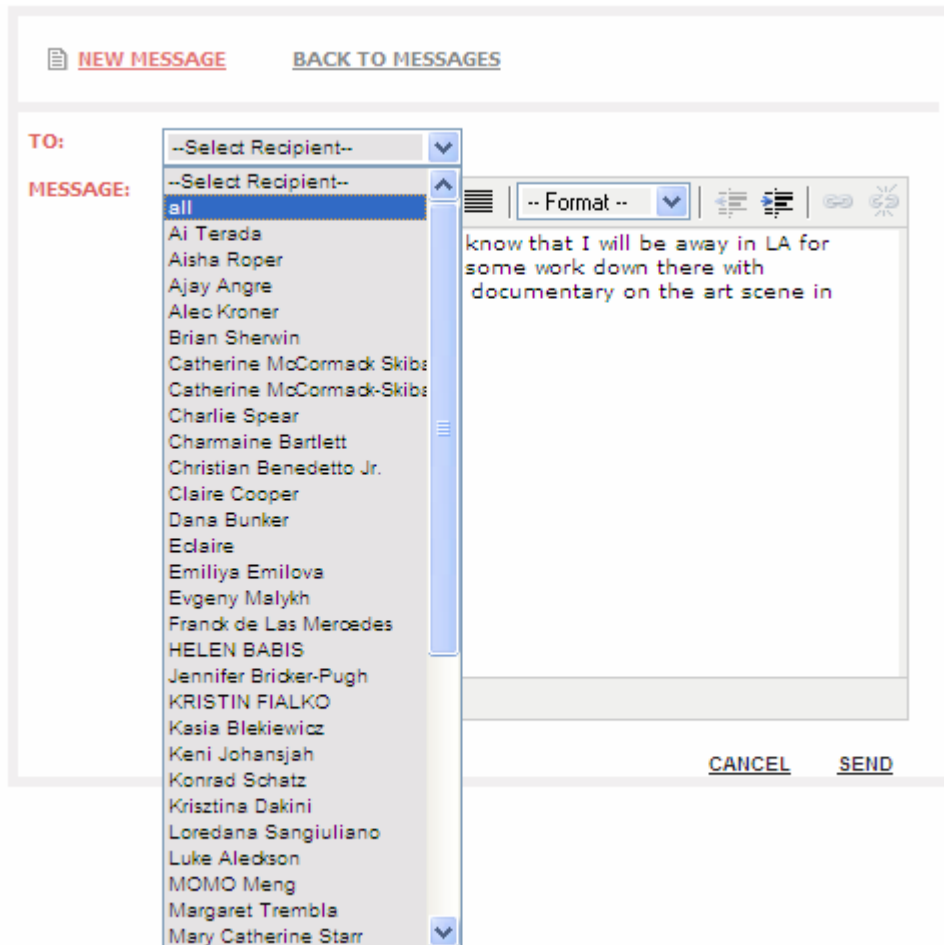 NEW MESSAGE BACK TO MESSAGES
TO: --Select Recipient--
MESSAGE: --Select Recipient--
-- Format --
all
Ai Terada
know that I will be away in LA for
Aisha Roper
some work down there with
Ajay Angre
documentary on the art scene in
Alec Kroner
Brian Sherwin
Catherine McCormack Skiba
Catherine McCormack-Skiba
Charlie Spear
Charmaine Bartlett
Christian Benedetto Jr.
Claire Cooper
Dana Bunker
Eclaire
Emiliya Emilova
Evgeny Malykh
Franck de Las Mercedes
HELEN BABIS
Jennifer Bricker-Pugh
KRISTIN FIALKO
Kasia Blekiewicz
Keni Johansjah
Konrad Schatz
Krisztina Dakini
Loredana Sangiuliano
Luke Aleckson
MOMO Meng
Margaret Trembla
Mary Catherine Starr
CANCEL SEND